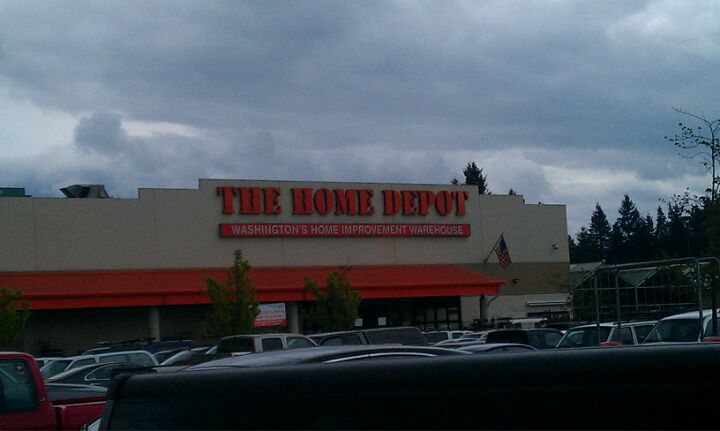 THE HOME DEPOT
WASHINGTON'S HOME IMPROVEMENT WAREHOUSE